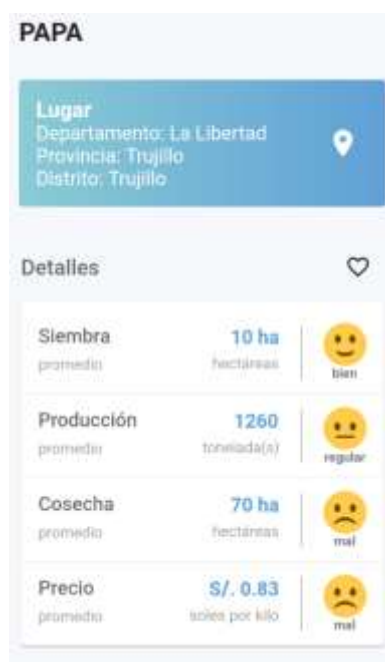 PAPA
Lugar
Departamento: La Libertad
Provincia: Trujillo
Distrito: Trujillo
Detalles
Siembra 10 ha
promedio hectáreas bien
Producción 1260
promedio tonelada(s) regular
Cosecha 70 ha
promedio hectáreas mal
Precio S/. 0.83
promedio soles por kilo mal